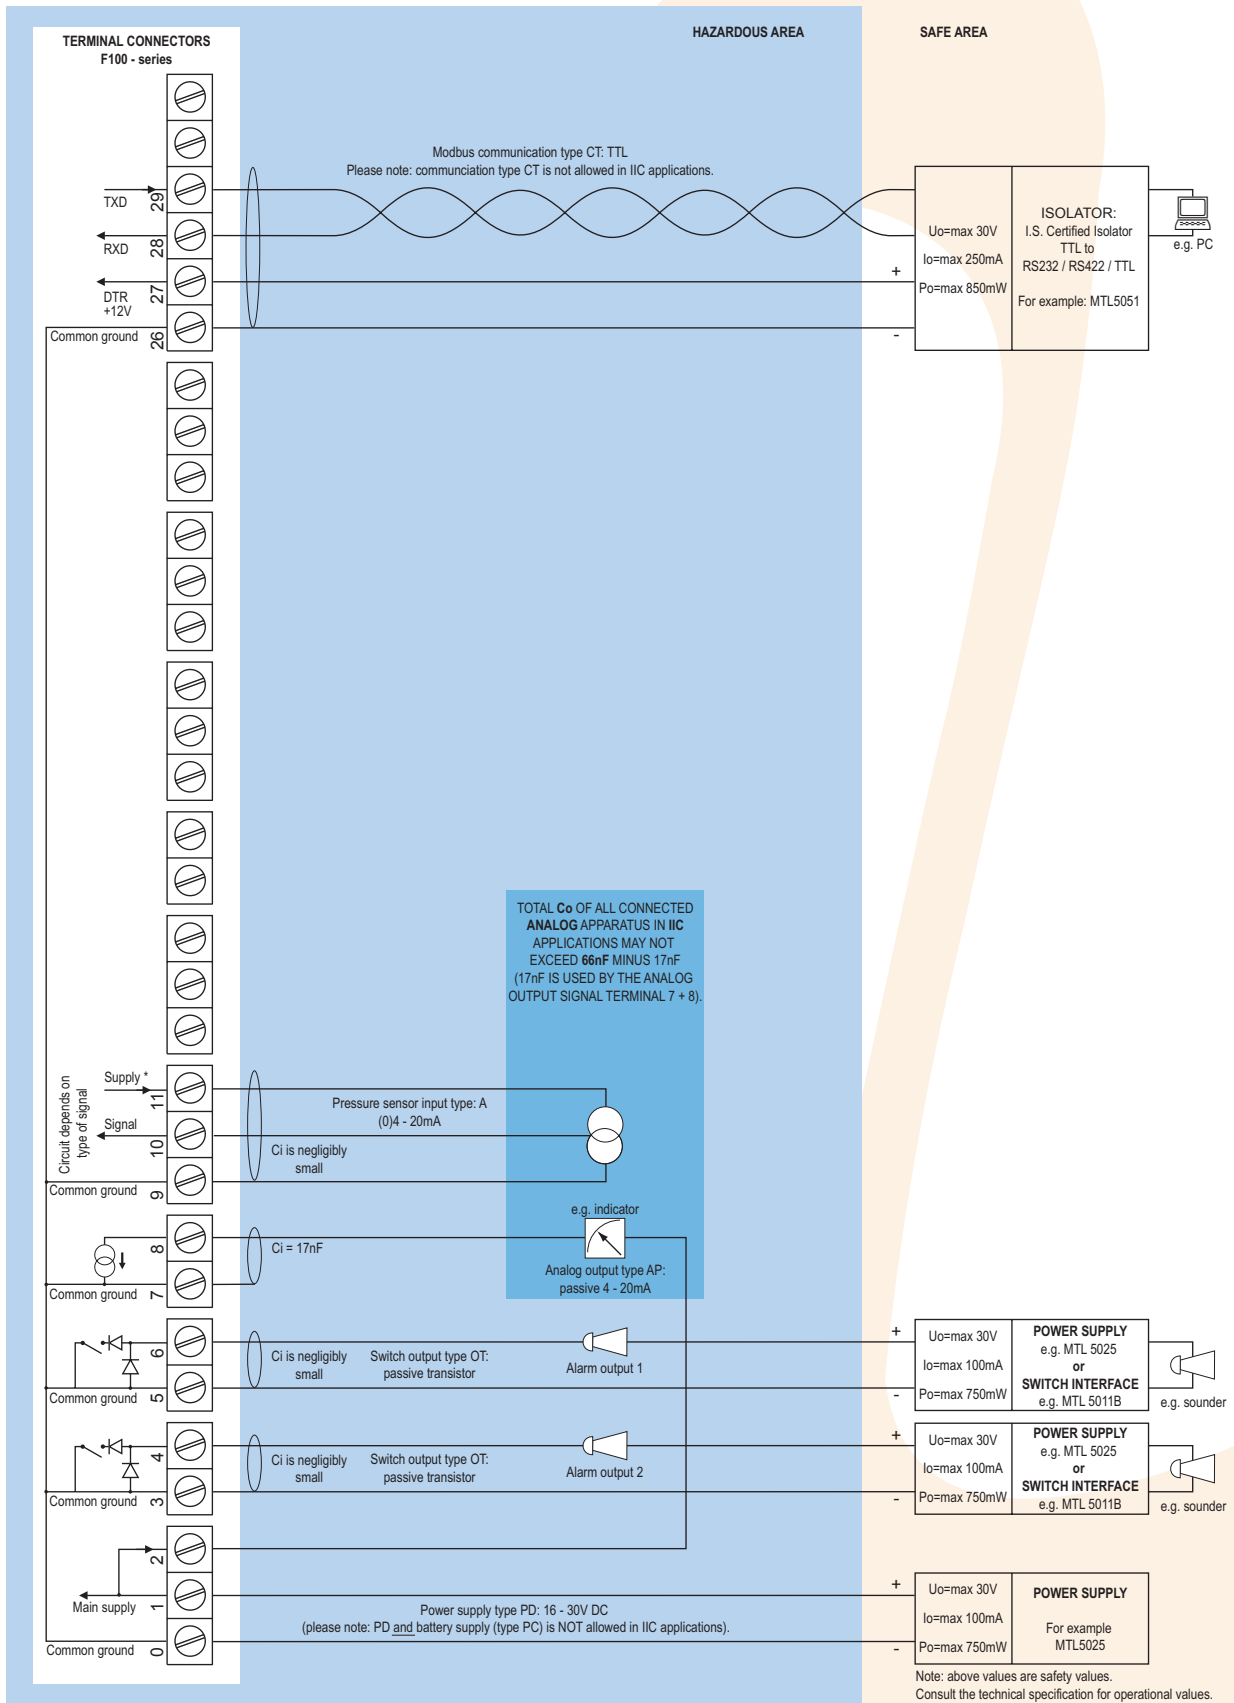 HAZARDOUS AREA
SAFE AREA
TERMINAL CONNECTORS
F100 - series
Modbus communication type CT: TTL
Please note: communciation type CT is not allowed in IIC applications.
TXD
29
RXD
28
DTR
+12V
27
Common ground
26
+
-
Uo=max 30V
Io=max 250mA
Po=max 850mW
ISOLATOR:
I.S. Certified Isolator
TTL to
RS232 / RS422 / TTL
For example: MTL5051
e.g. PC
TOTAL Co OF ALL CONNECTED
ANALOG APPARATUS IN IIC
APPLICATIONS MAY NOT
EXCEED 66nF MINUS 17nF
(17nF IS USED BY THE ANALOG
OUTPUT SIGNAL TERMINAL 7 + 8).
Circuit depends on
type of signal
Supply *
11
Signal
10
Common ground
9
Pressure sensor input type: A
(0)4 - 20mA
Ci is negligibly
small
e.g. indicator
8
Ci = 17nF
Common ground
7
Analog output type AP:
passive 4 - 20mA
6
Common ground
5
Ci is negligibly
small
Switch output type OT:
passive transistor
Alarm output 1
+
-
Uo=max 30V
Io=max 100mA
Po=max 750mW
POWER SUPPLY
e.g. MTL 5025
or
SWITCH INTERFACE
e.g. MTL 5011B
e.g. sounder
4
Common ground
3
Ci is negligibly
small
Switch output type OT:
passive transistor
Alarm output 2
+
-
Uo=max 30V
Io=max 100mA
Po=max 750mW
POWER SUPPLY
e.g. MTL 5025
or
SWITCH INTERFACE
e.g. MTL 5011B
e.g. sounder
2
Main supply
1
Common ground
0
Power supply type PD: 16 - 30V DC
(please note: PD and battery supply (type PC) is NOT allowed in IIC applications).
+
-
Uo=max 30V
Io=max 100mA
Po=max 750mW
POWER SUPPLY
For example
MTL5025
Note: above values are safety values.
Consult the technical specification for operational values.